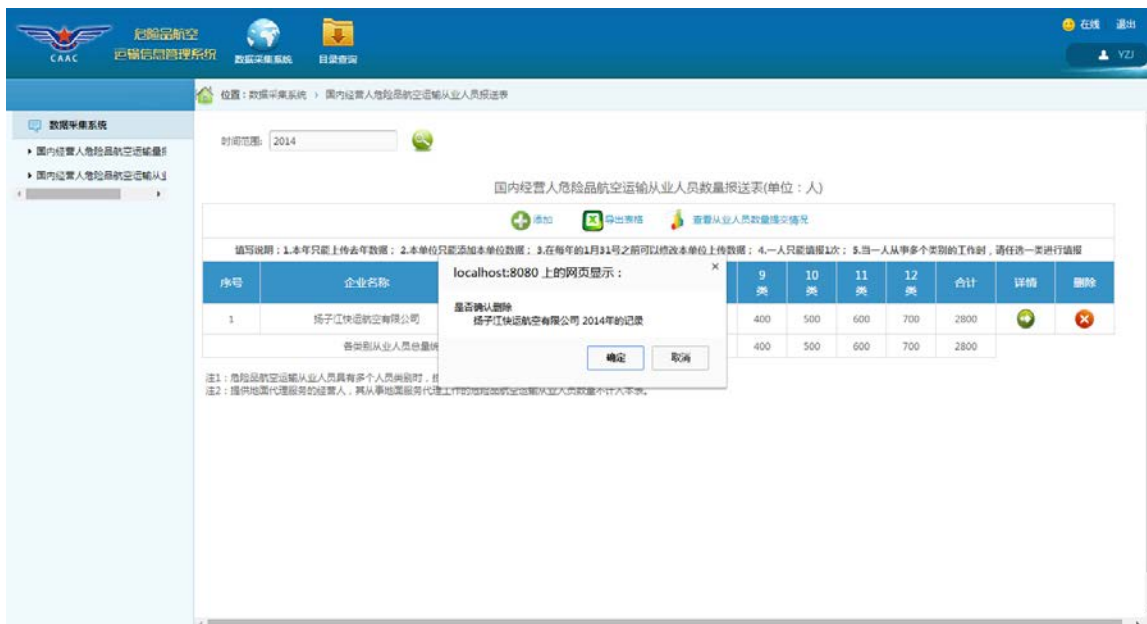 危险品航空
运输信息管理系统
CAAC
数据采集系统
目录查询
在线 退出
YZJ
位置：数据采集系统 › 国内经营人危险品航空运输从业人员报送表
数据采集系统
国内经营人危险品航空运输量报
国内经营人危险品航空运输从业
时间范围: 2014
国内经营人危险品航空运输从业人员数量报送表(单位：人)
添加 导出表格 查看从业人员数量提交情况
填写说明：1.本年只能上传去年数据； 2.本单位只能添加本单位数据； 3.在每年的1月31号之前可以修改本单位上传数据； 4.一人只能填报1次； 5.当一人从事多个类别的工作时，请任选一类进行填报
序号 企业名称 9类 10类 11类 12类 合计 详情 删除
1 扬子江快运航空有限公司 400 500 600 700 2800
各类别从业人员总量统 400 500 600 700 2800
localhost:8080 上的网页显示：
×
是否确认删除
扬子江快运航空有限公司 2014年的记录
确定 取消
注1：危险品航空运输从业人员具有多个人员类别时，
注2：提供地面代理服务的经营人，其从事地面服务代理工作的危险品航空运输从业人员数量不计入本表。